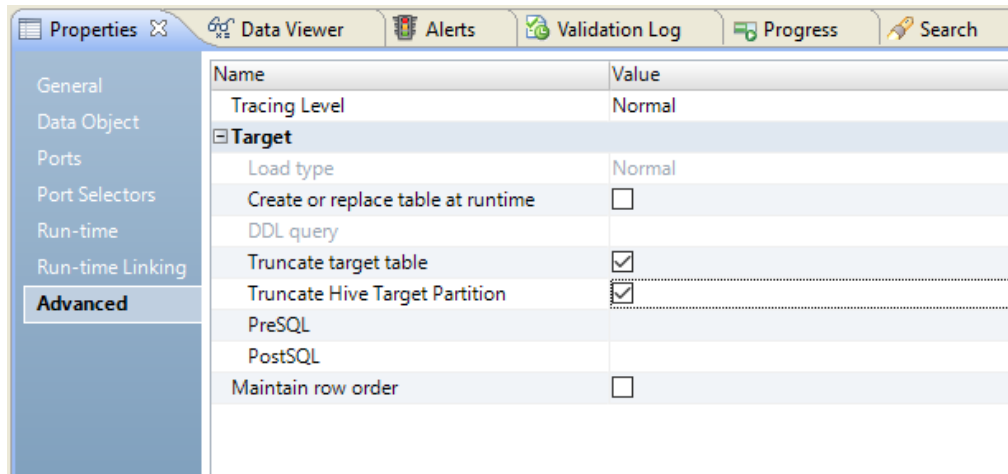 Properties Data Viewer Alerts Validation Log Progress Search
General
Data Object
Ports
Port Selectors
Run-time
Run-time Linking
Advanced
Name Value
Tracing Level Normal
Target
Load type Normal
Create or replace table at runtime
DDL query
Truncate target table
Truncate Hive Target Partition
PreSQL
PostSQL
Maintain row order